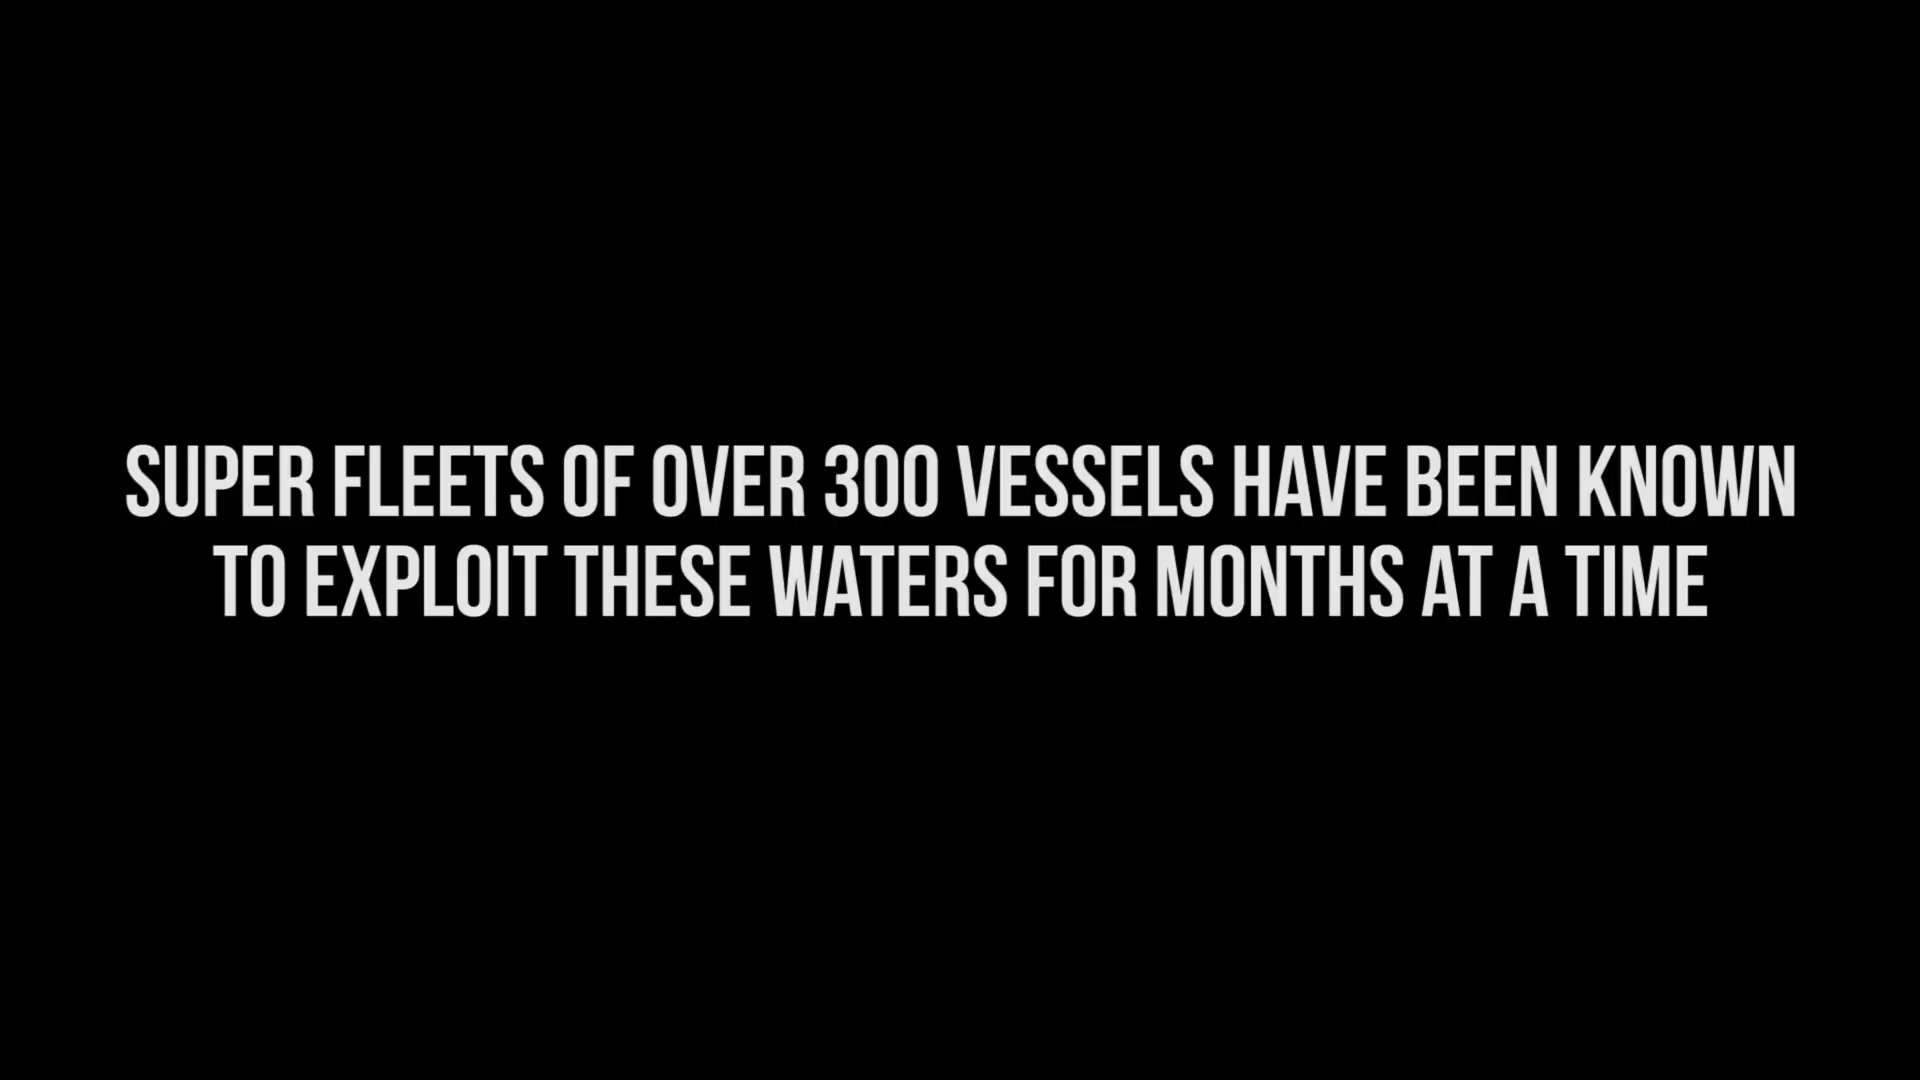 SUPER FLEETS OF OVER 300 VESSELS HAVE BEEN KNOWN
TO EXPLOIT THESE WATERS FOR MONTHS AT A TIME